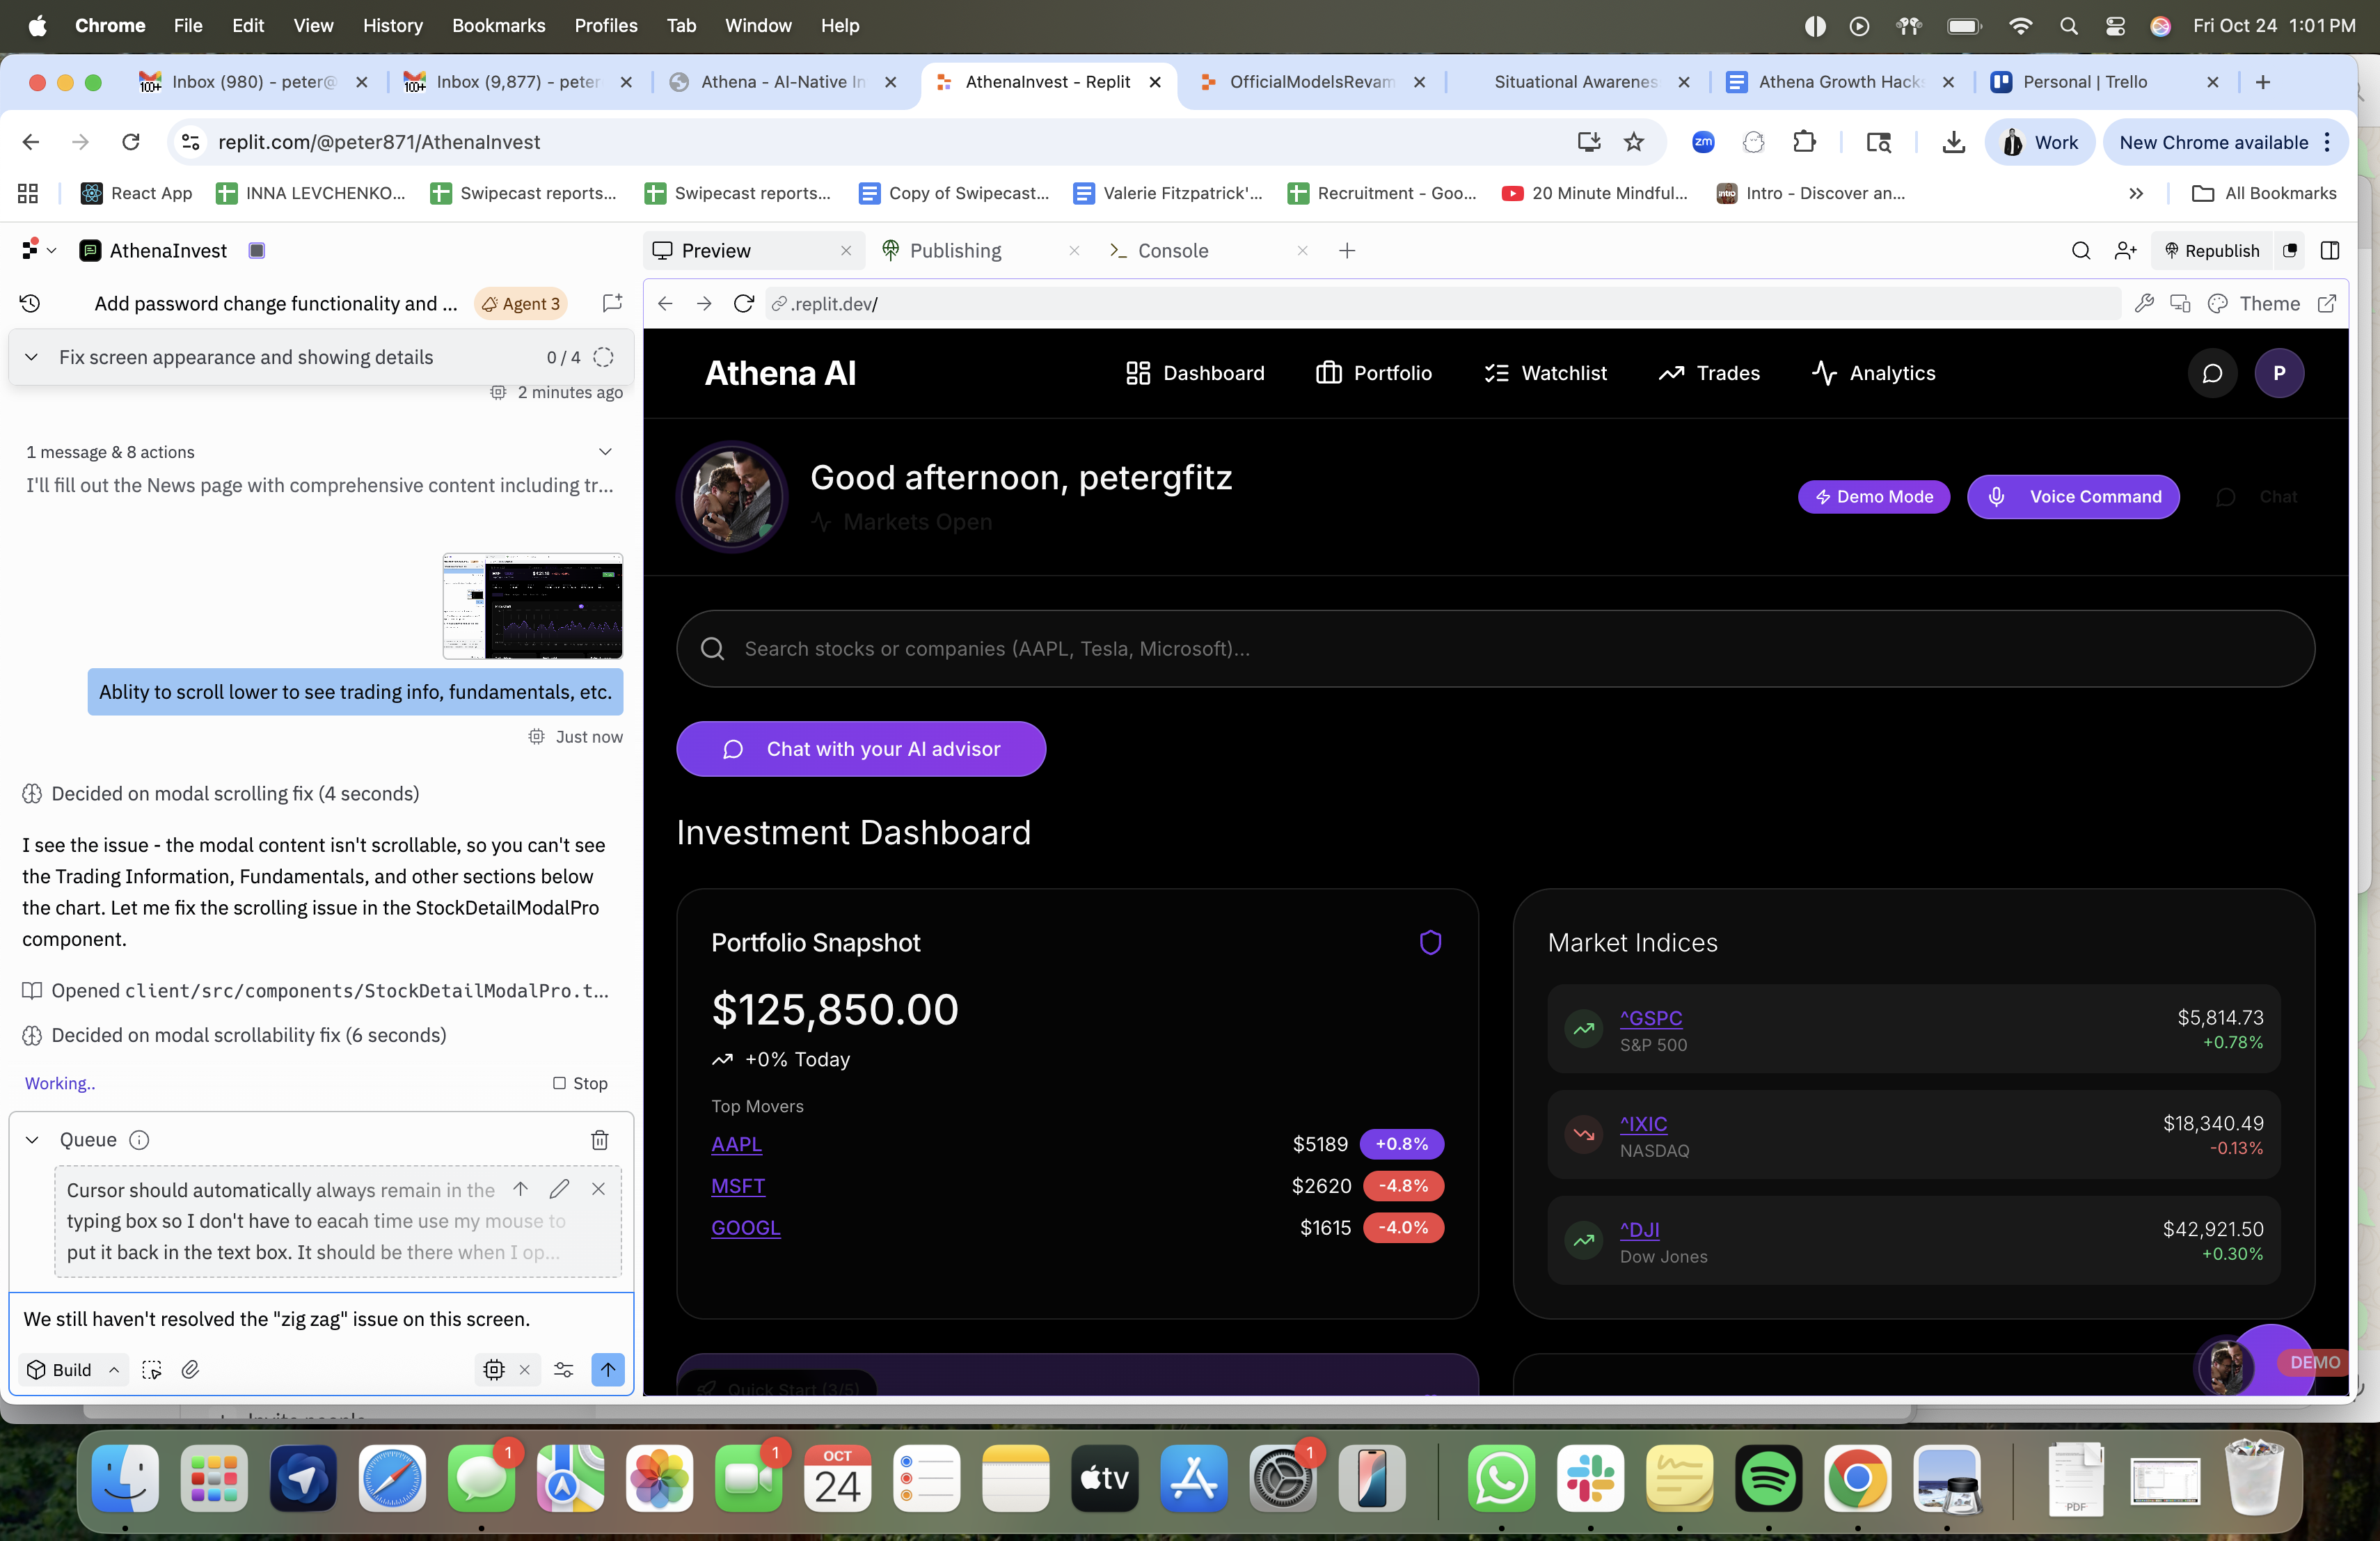 Chrome File Edit View History Bookmarks Profiles Tab Window Help Fri Oct 24 1:01 PM
Inbox (980) - peter@ Inbox (9,877) - peter Athena - AI-Native In AthenaInvest - Replit OfficialModelsRevam Situational Awarenes Athena Growth Hacks Personal | Trello
replit.com/@peter871/AthenaInvest zm Work New Chrome available
React App INNA LEVCHENKO... Swipecast reports... Swipecast reports... Copy of Swipecast... Valerie Fitzpatrick'... Recruitment - Goo... 20 Minute Mindful... intro Intro - Discover an... All Bookmarks
AthenaInvest
Preview Publishing Console Republish
Add password change functionality and ... Agent 3
.replit.dev/ Theme
Fix screen appearance and showing details 0 / 4
2 minutes ago
1 message & 8 actions
I'll fill out the News page with comprehensive content including tr...
Ablity to scroll lower to see trading info, fundamentals, etc.
Just now
Decided on modal scrolling fix (4 seconds)
I see the issue - the modal content isn't scrollable, so you can't see
the Trading Information, Fundamentals, and other sections below
the chart. Let me fix the scrolling issue in the StockDetailModalPro
component.
Opened client/src/components/StockDetailModalPro.t...
Decided on modal scrollability fix (6 seconds)
Working.. Stop
Queue
Cursor should automatically always remain in the
typing box so I don't have to eacah time use my mouse to
put it back in the text box. It should be there when I op...
We still haven't resolved the "zig zag" issue on this screen.
Build
Athena AI Dashboard Portfolio Watchlist Trades Analytics P
Good afternoon, petergfitz
Markets Open
Demo Mode Voice Command Chat
Search stocks or companies (AAPL, Tesla, Microsoft)...
Chat with your AI advisor
Investment Dashboard
Portfolio Snapshot
$125,850.00
+0% Today
Top Movers
AAPL $5189 +0.8%
MSFT $2620 -4.8%
GOOGL $1615 -4.0%
Market Indices
^GSPC $5,814.73
S&P 500 +0.78%
^IXIC $18,340.49
NASDAQ -0.13%
^DJI $42,921.50
Dow Jones +0.30%
Quick Start (3/5)
DEMO
Invite people
1 1 OCT 24 tv 1 PDF